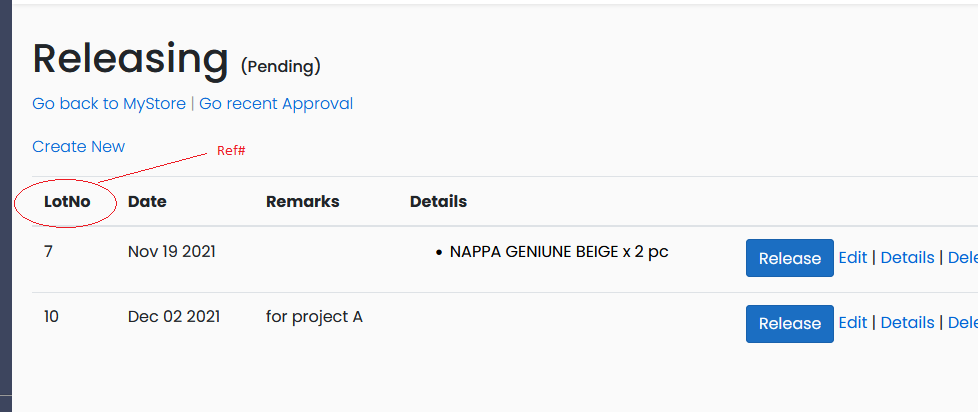 Releasing (Pending)
Go back to MyStore | Go recent Approval
Create New
Ref#
LotNo Date Remarks Details
7 Nov 19 2021 • NAPPA GENIUNE BEIGE x 2 pc Release Edit | Details | Dele
10 Dec 02 2021 for project A Release Edit | Details | Dele